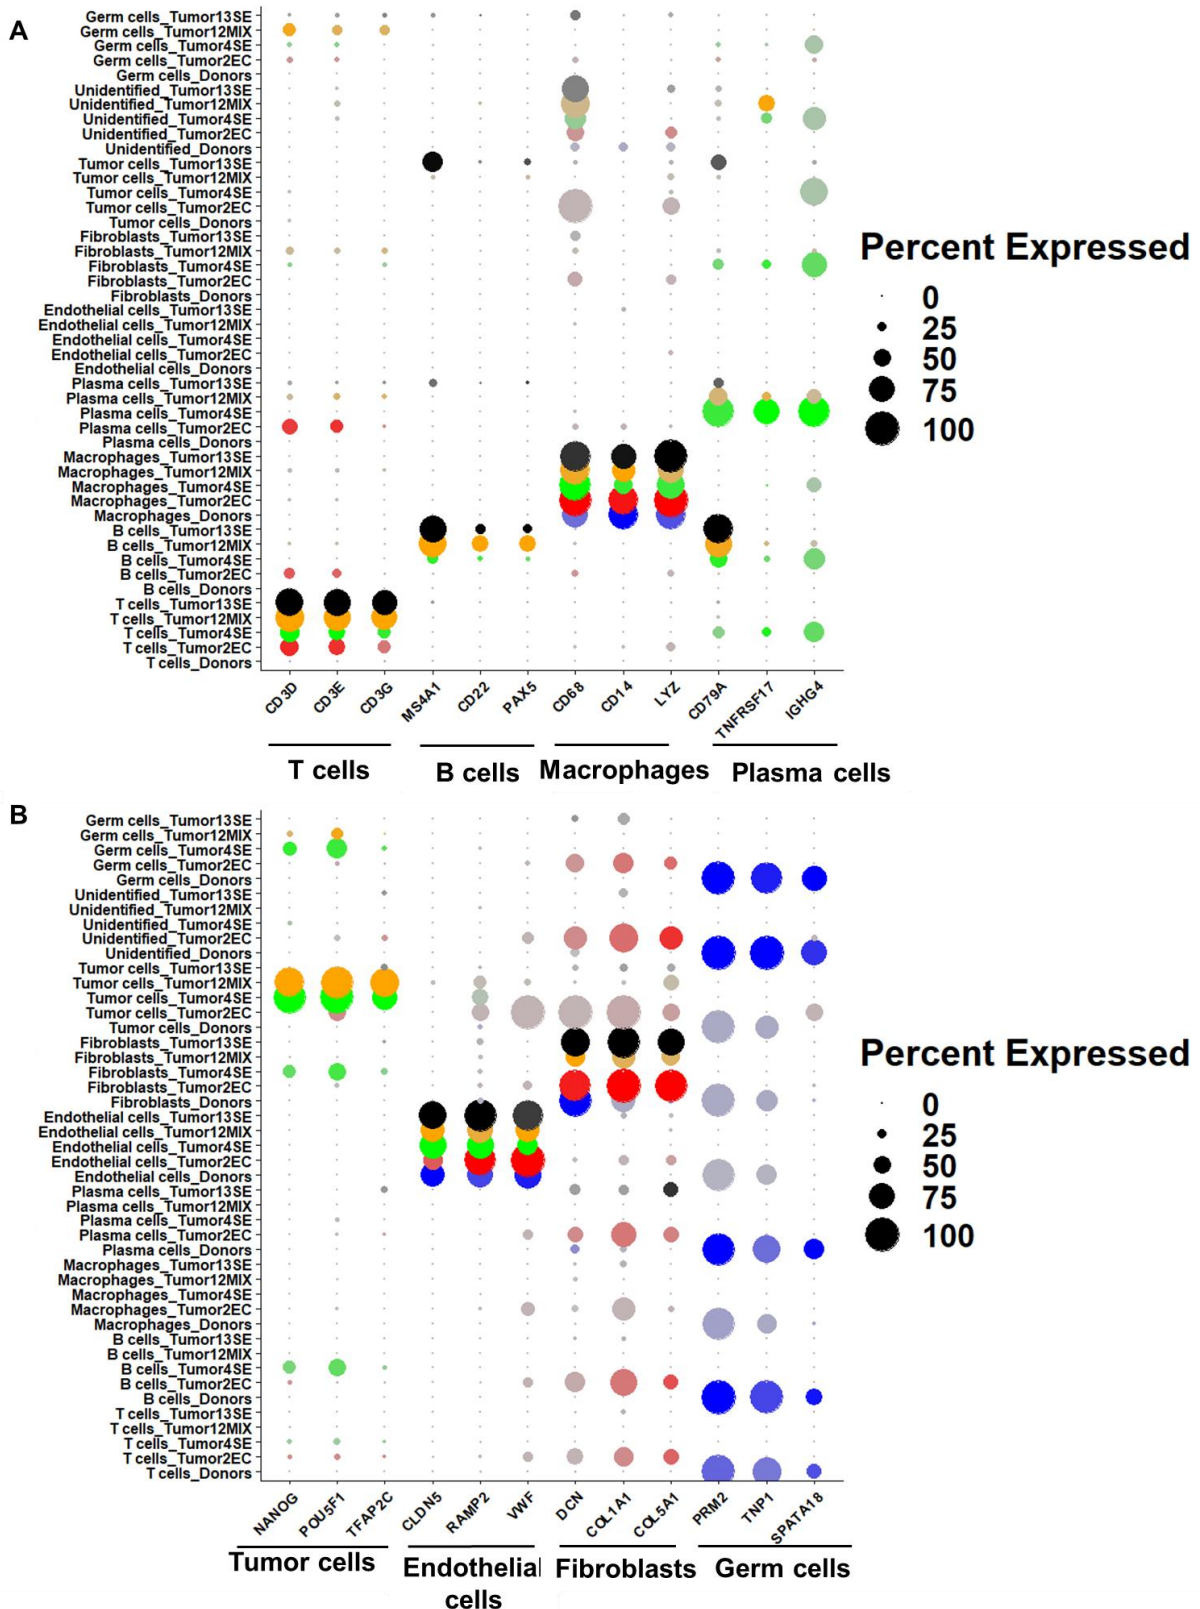 A
Germ cells_Tumor13SE
Germ cells_Tumor12MIX
Germ cells_Tumor4SE
Germ cells_Tumor2EC
Germ cells_Donors
Unidentified_Tumor13SE
Unidentified_Tumor12MIX
Unidentified_Tumor4SE
Unidentified_Tumor2EC
Unidentified_Donors
Tumor cells_Tumor13SE
Tumor cells_Tumor12MIX
Tumor cells_Tumor4SE
Tumor cells_Tumor2EC
Tumor cells_Donors
Fibroblasts_Tumor13SE
Fibroblasts_Tumor12MIX
Fibroblasts_Tumor4SE
Fibroblasts_Tumor2EC
Fibroblasts_Donors
Endothelial cells_Tumor13SE
Endothelial cells_Tumor12MIX
Endothelial cells_Tumor4SE
Endothelial cells_Tumor2EC
Endothelial cells_Donors
Plasma cells_Tumor13SE
Plasma cells_Tumor12MIX
Plasma cells_Tumor4SE
Plasma cells_Tumor2EC
Plasma cells_Donors
Macrophages_Tumor13SE
Macrophages_Tumor12MIX
Macrophages_Tumor4SE
Macrophages_Tumor2EC
Macrophages_Donors
B cells_Tumor13SE
B cells_Tumor12MIX
B cells_Tumor4SE
B cells_Tumor2EC
B cells_Donors
T cells_Tumor13SE
T cells_Tumor12MIX
T cells_Tumor4SE
T cells_Tumor2EC
T cells_Donors
CD3D CD3E CD3G MS4A1 CD22 PAX5 CD68 CD14 LYZ CD79A TNFRSF17 IGHG4
T cells B cells Macrophages Plasma cells
Percent Expressed
0
25
50
75
100
B
Germ cells_Tumor13SE
Germ cells_Tumor12MIX
Germ cells_Tumor4SE
Germ cells_Tumor2EC
Germ cells_Donors
Unidentified_Tumor13SE
Unidentified_Tumor12MIX
Unidentified_Tumor4SE
Unidentified_Tumor2EC
Unidentified_Donors
Tumor cells_Tumor13SE
Tumor cells_Tumor12MIX
Tumor cells_Tumor4SE
Tumor cells_Tumor2EC
Tumor cells_Donors
Fibroblasts_Tumor13SE
Fibroblasts_Tumor12MIX
Fibroblasts_Tumor4SE
Fibroblasts_Tumor2EC
Fibroblasts_Donors
Endothelial cells_Tumor13SE
Endothelial cells_Tumor12MIX
Endothelial cells_Tumor4SE
Endothelial cells_Tumor2EC
Endothelial cells_Donors
Plasma cells_Tumor13SE
Plasma cells_Tumor12MIX
Plasma cells_Tumor4SE
Plasma cells_Tumor2EC
Plasma cells_Donors
Macrophages_Tumor13SE
Macrophages_Tumor12MIX
Macrophages_Tumor4SE
Macrophages_Tumor2EC
Macrophages_Donors
B cells_Tumor13SE
B cells_Tumor12MIX
B cells_Tumor4SE
B cells_Tumor2EC
B cells_Donors
T cells_Tumor13SE
T cells_Tumor12MIX
T cells_Tumor4SE
T cells_Tumor2EC
T cells_Donors
NANOG POU5F1 TFAP2C CLDN5 RAMP2 VWF DCN COL1A1 COL5A1 PRM2 TNP1 SPATA18
Tumor cells Endothelial cells Fibroblasts Germ cells
Percent Expressed
0
25
50
75
100